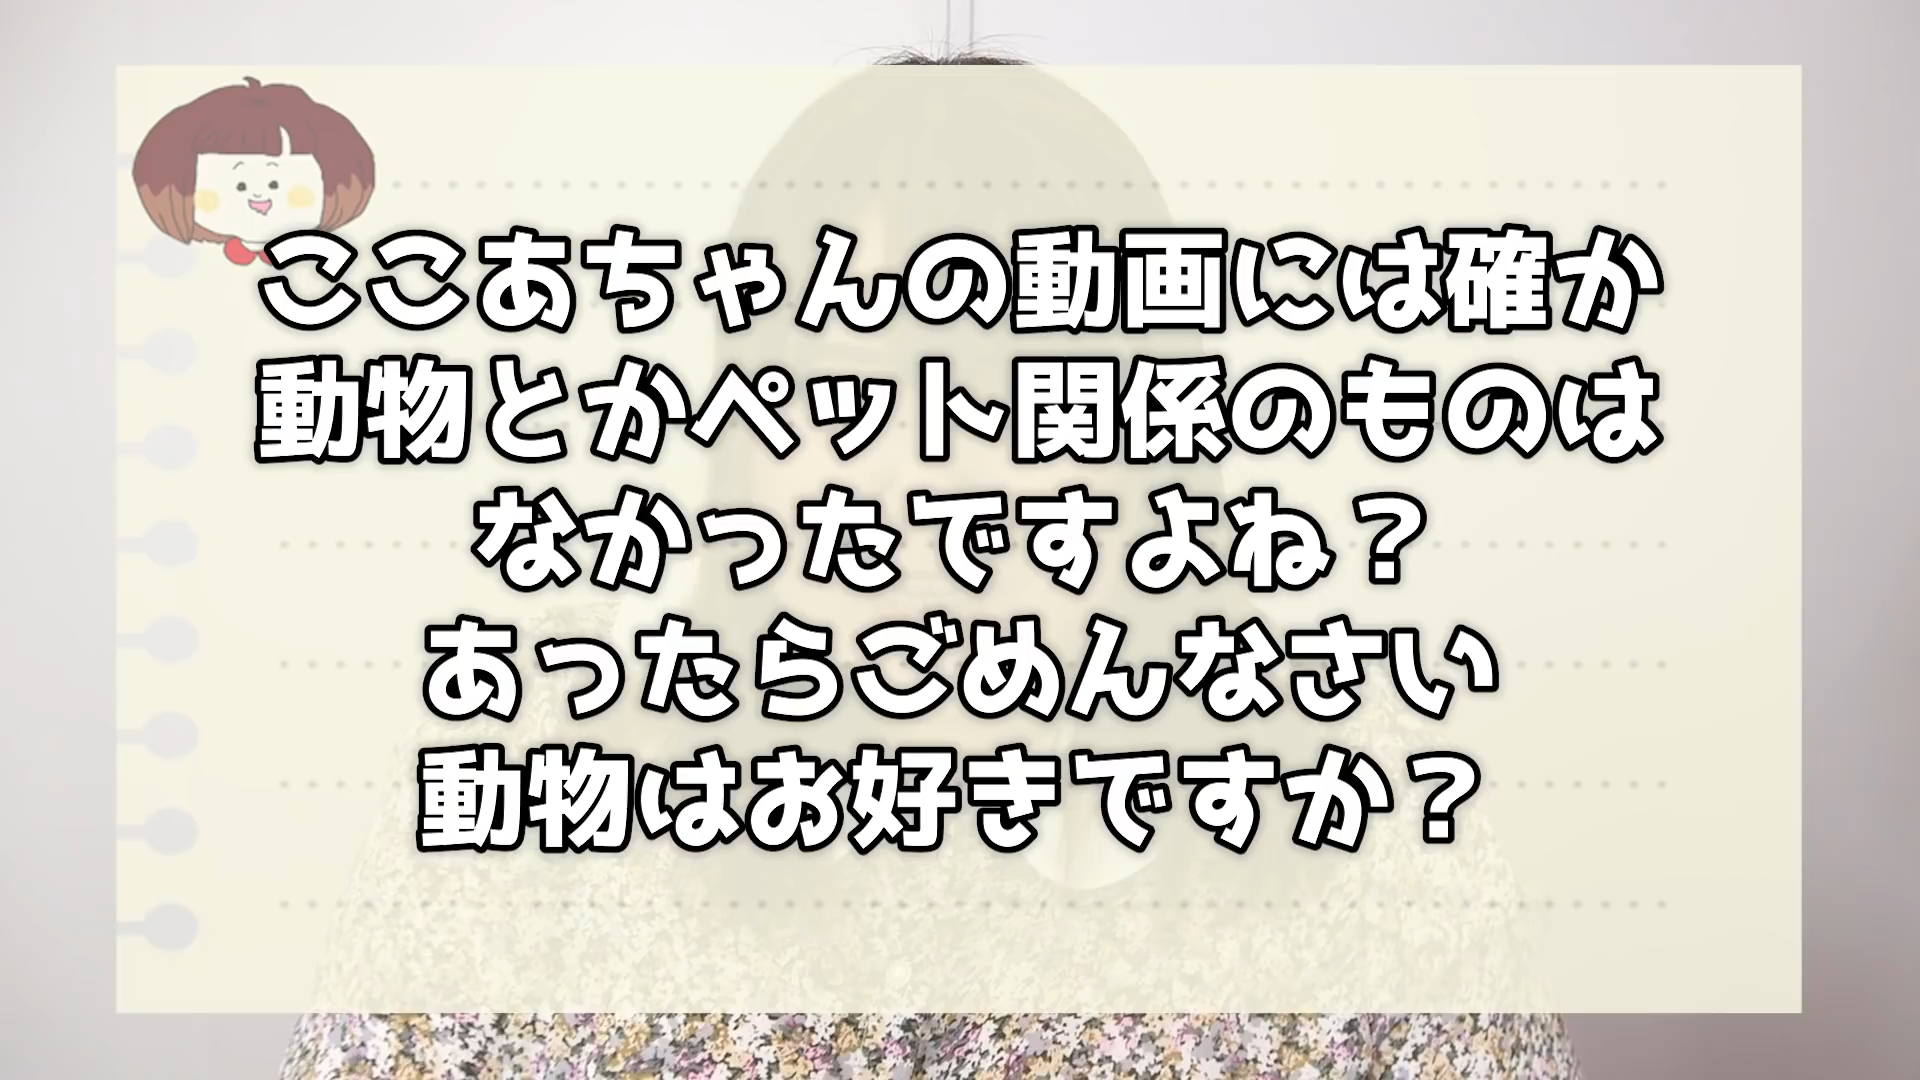 ここあちゃんの動画には確か
動物とかペット関係のものは
なかったですよね？
あったらごめんなさい
動物はお好きですか？